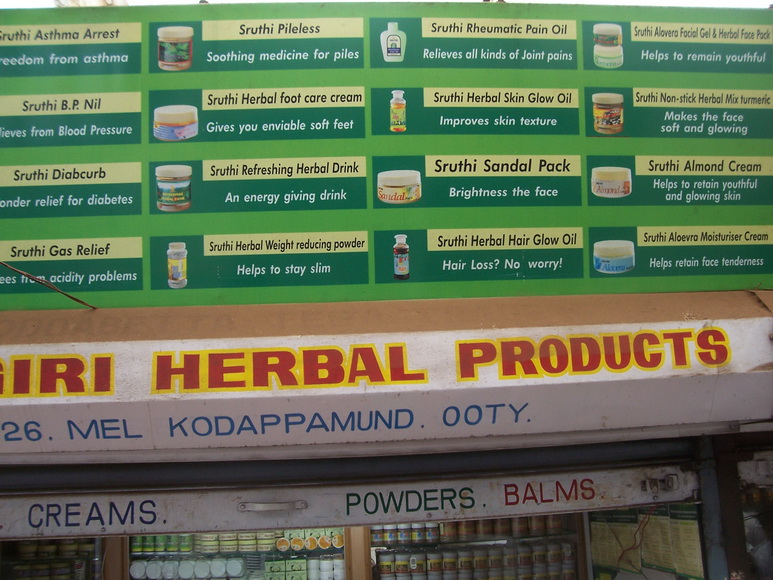 Sruthi Asthma Arrest
reedom from asthma
Sruthi Pileless
Soothing medicine for piles
Sruthi Rheumatic Pain Oil
Relieves all kinds of Joint pains
Sruthi Alovera Facial Gel & Herbal Face Pack
Helps to remain youthful
Sruthi B.P. Nil
lieves from Blood Pressure
Sruthi Herbal foot care cream
Gives you enviable soft feet
Sruthi Herbal Skin Glow Oil
Improves skin texture
Sruthi Non-stick Herbal Mix turmeric
Makes the face
soft and glowing
Sruthi Diabcurb
onder relief for diabetes
Sruthi Refreshing Herbal Drink
An energy giving drink
Sruthi Sandal Pack
Brightness the face
Sruthi Almond Cream
Helps to retain youthful
and glowing skin
Sruthi Gas Relief
ees from acidity problems
Sruthi Herbal Weight reducing powder
Helps to stay slim
Sruthi Herbal Hair Glow Oil
Hair Loss? No worry!
Sruthi Aloevra Moisturiser Cream
Helps retain face tenderness
GIRI HERBAL PRODUCTS
26. MEL KODAPPAMUND. OOTY.
CREAMS. POWDERS. BALMS.